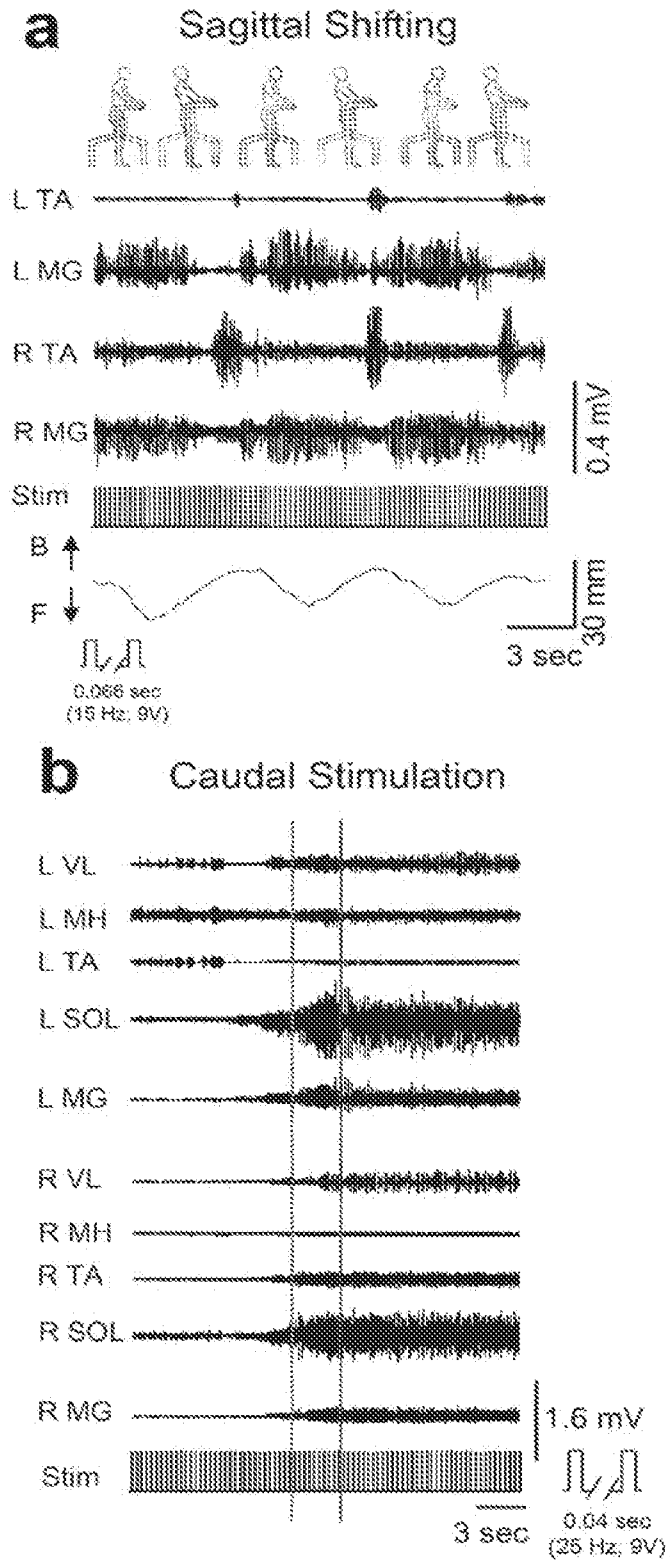 a
Sagittal Shifting
L TA
L MG
R TA
R MG
0.4 mV
Stim
B
F
30 mm
3 sec
0.066 sec
(15 Hz; 9V)
b
Caudal Stimulation
L VL
L MH
L TA
L SOL
L MG
R VL
R MH
R TA
R SOL
R MG
1.6 mV
Stim
3 sec
0.04 sec
(25 Hz; 9V)